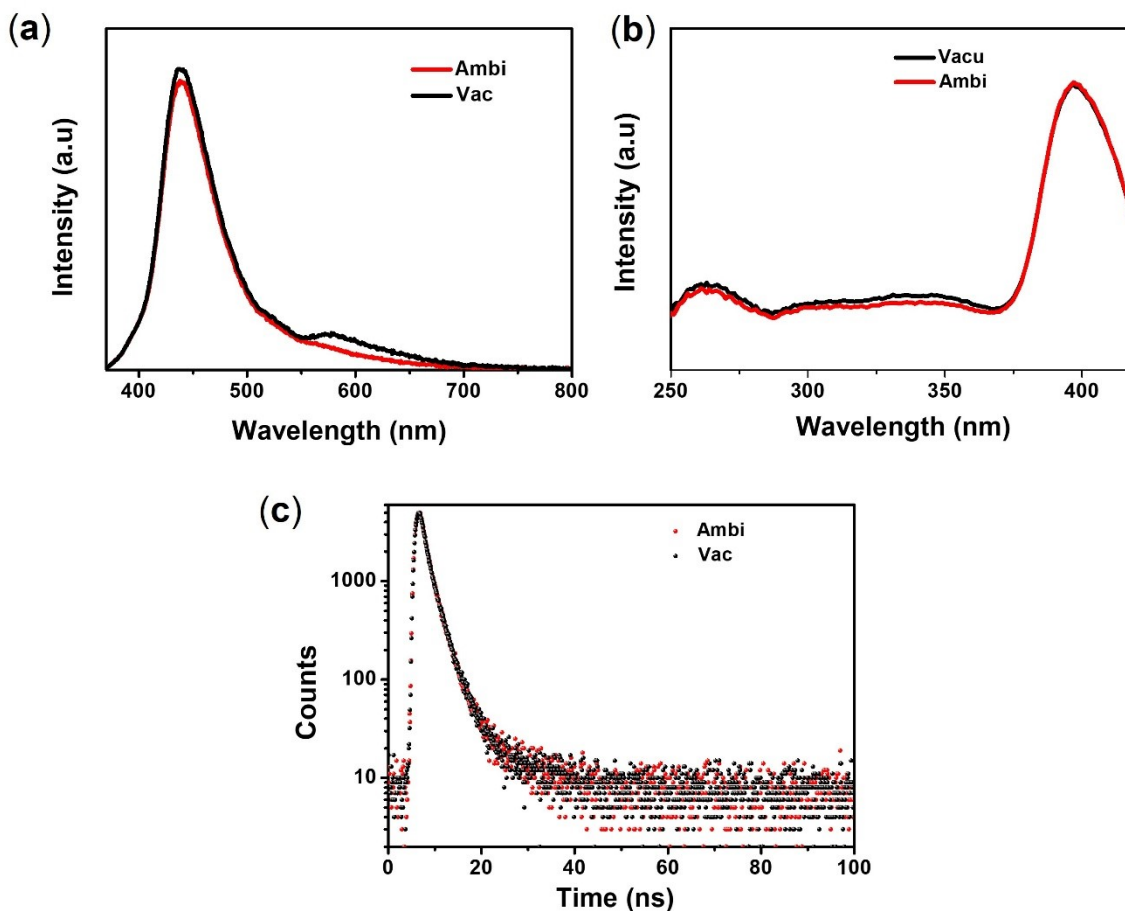 (a)
Ambi
Vac
Intensity (a.u)
400 500 600 700 800
Wavelength (nm)
(b)
Vacu
Ambi
Intensity (a.u)
250 300 350 400
Wavelength (nm)
(c)
Ambi
Vac
1000
100
10
Counts
0 20 40 60 80 100
Time (ns)